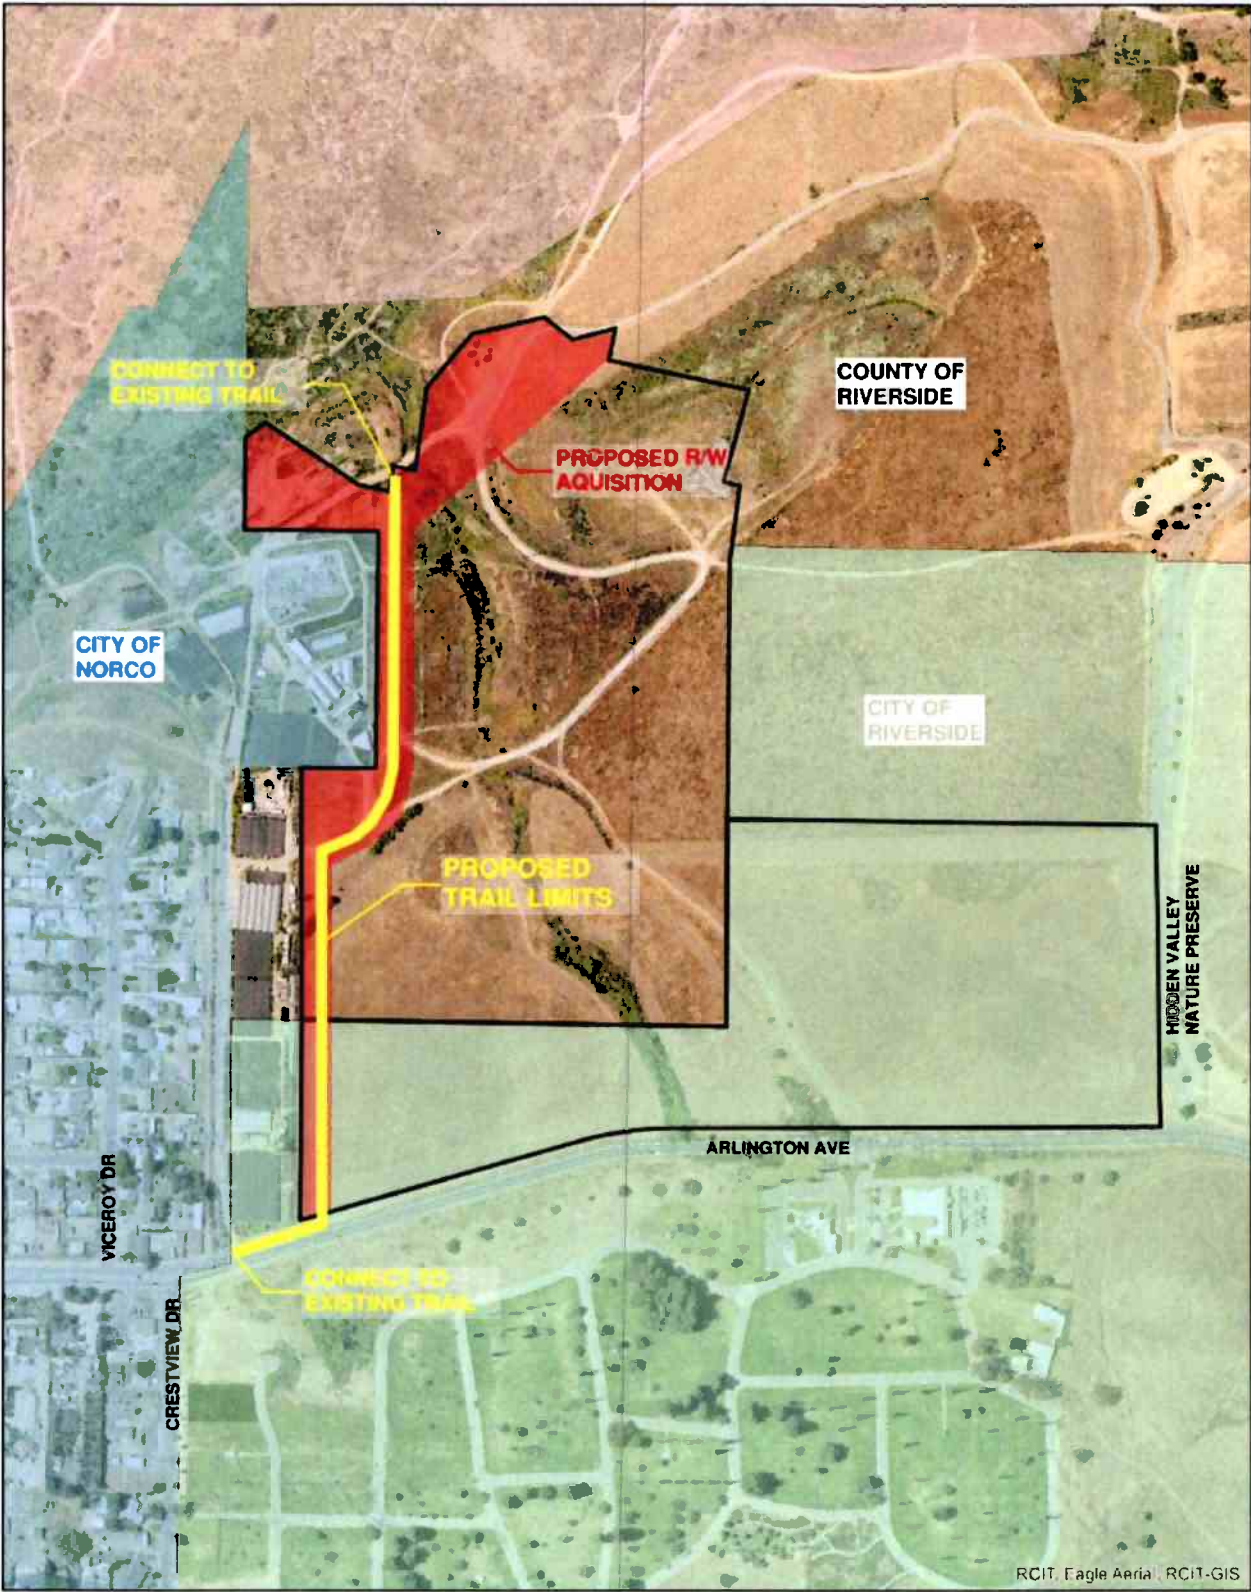 CONNECT TO
EXISTING TRAIL
COUNTY OF
RIVERSIDE
PROPOSED R/W
AQUISITION
CITY OF
NORCO
CITY OF
RIVERSIDE
PROPOSED
TRAIL LIMITS
HIDDEN VALLEY
NATURE PRESERVE
ARLINGTON AVE
VICEROY DR
CONNECT TO
EXISTING TRAIL
CRESTVIEW DR
RCIT, Eagle Aerial, RCIT-GIS